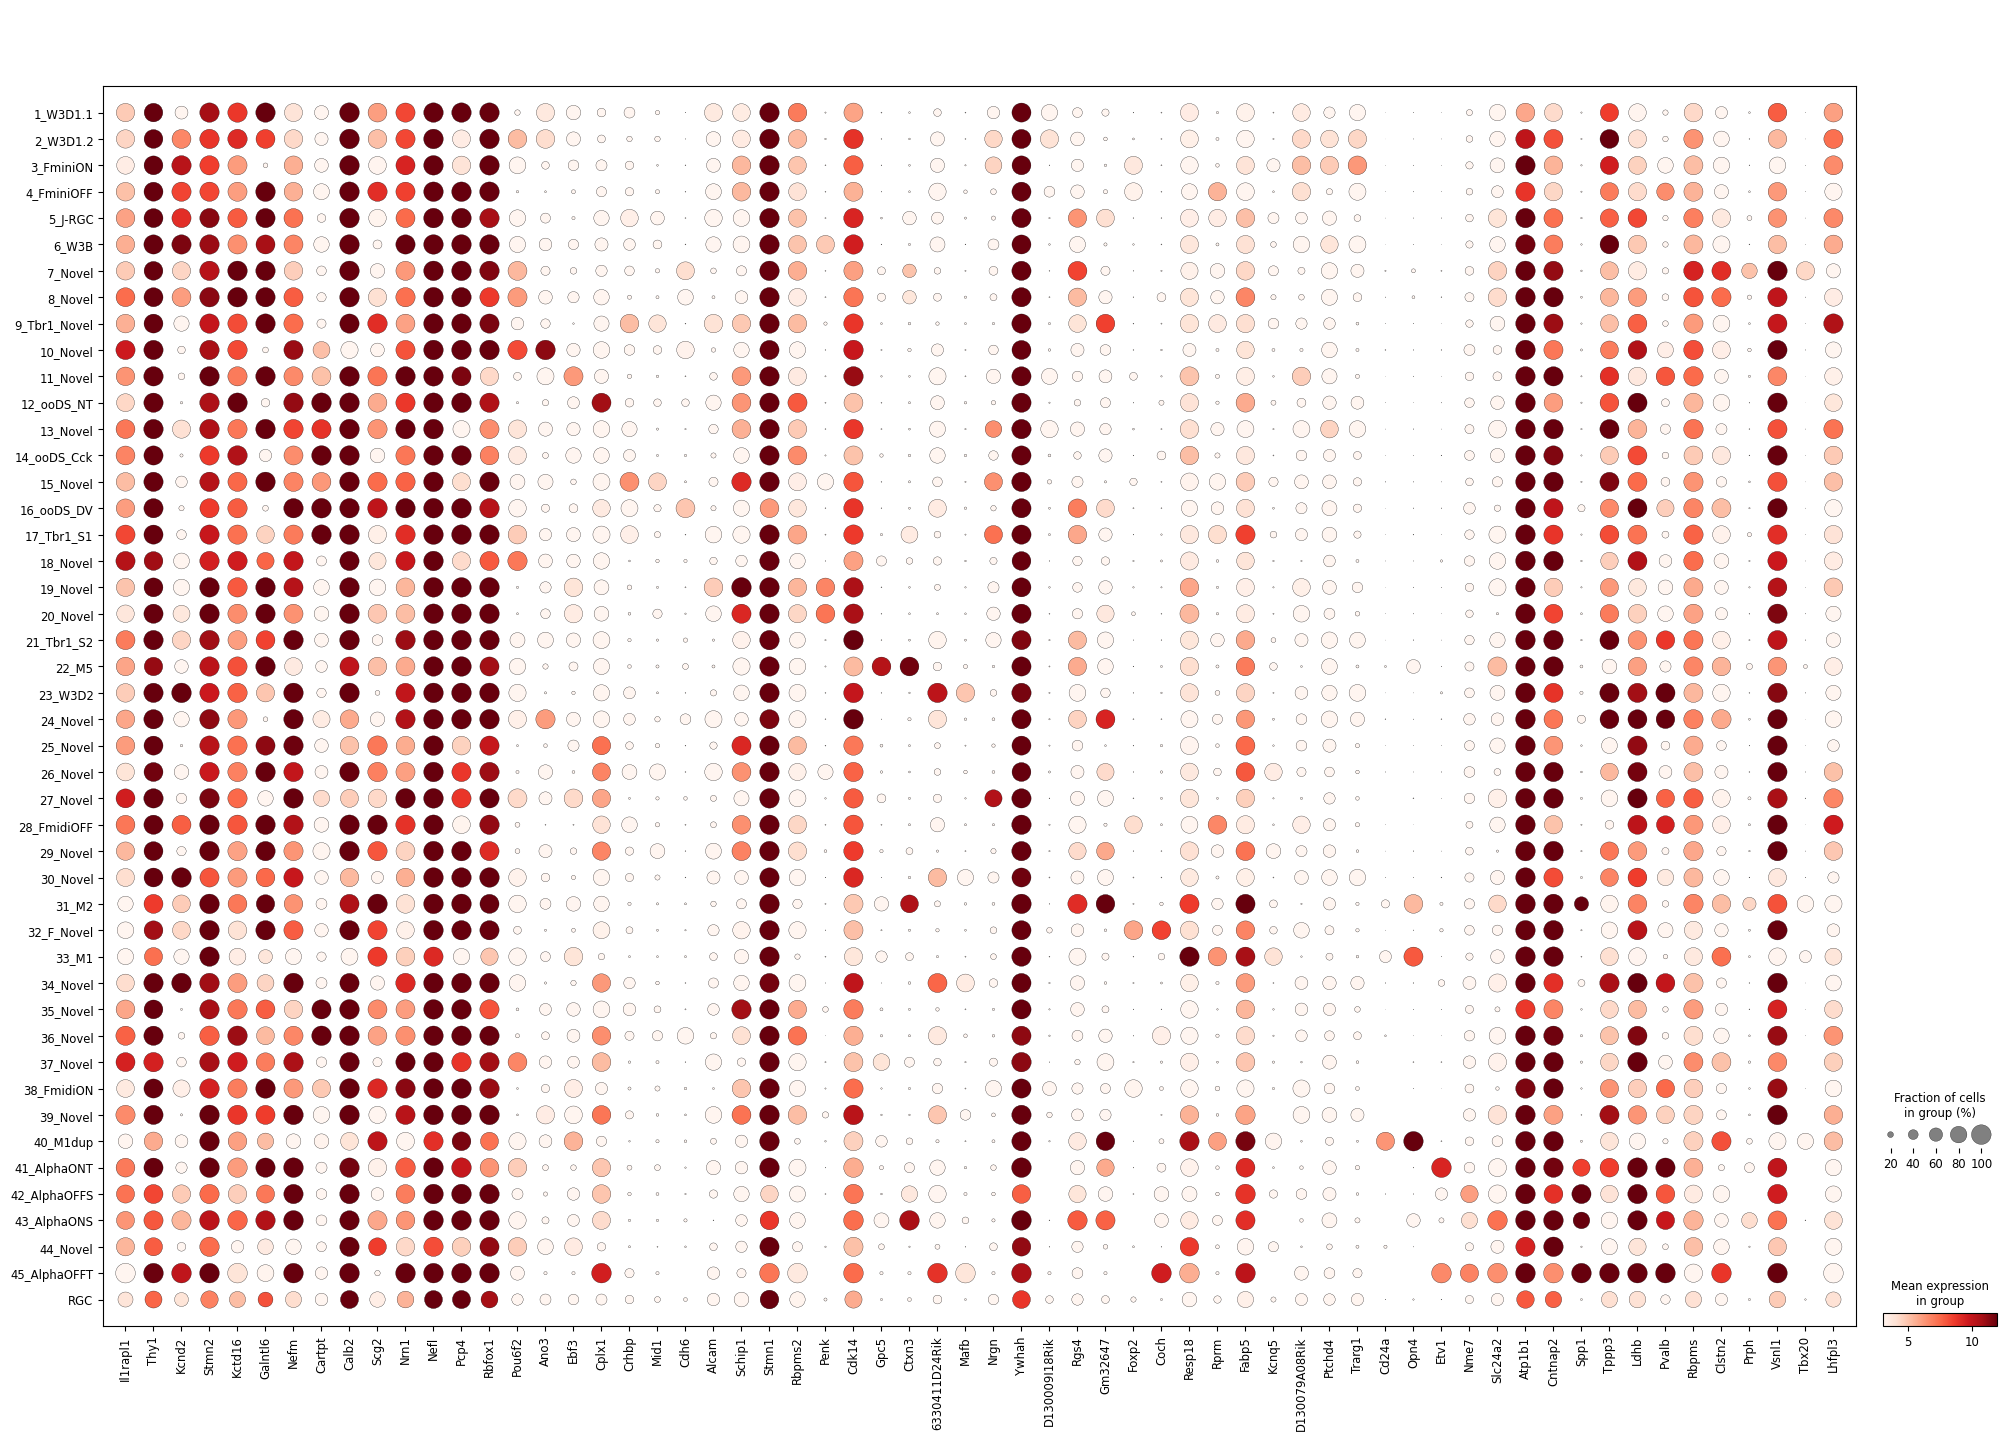 1_W3D1.1
2_W3D1.2
3_FminiON
4_FminiOFF
5_J-RGC
6_W3B
7_Novel
8_Novel
9_Tbr1_Novel
10_Novel
11_Novel
12_ooDS_NT
13_Novel
14_ooDS_Cck
15_Novel
16_ooDS_DV
17_Tbr1_S1
18_Novel
19_Novel
20_Novel
21_Tbr1_S2
22_M5
23_W3D2
24_Novel
25_Novel
26_Novel
27_Novel
28_FmidiOFF
29_Novel
30_Novel
31_M2
32_F_Novel
33_M1
34_Novel
35_Novel
36_Novel
37_Novel
38_FmidiON
39_Novel
40_M1dup
41_AlphaONT
42_AlphaOFFS
43_AlphaONS
44_Novel
45_AlphaOFFT
RGC
Il1rapl1
Thy1
Kcnd2
Stmn2
Kctd16
Galntl6
Nefm
Cartpt
Calb2
Scg2
Nrn1
Nefl
Pcp4
Rbfox1
Pou6f2
Ano3
Ebf3
Cplx1
Crhbp
Mid1
Cdh6
Alcam
Schip1
Stmn1
Rbpms2
Penk
Cdk14
Gpc5
Ctxn3
6330411D24Rik
Mafb
Nrgn
Ywhah
D130009I18Rik
Rgs4
Gm32647
Foxp2
Coch
Resp18
Rprm
Fabp5
Kcnq5
D130079A08Rik
Ptchd4
Trarg1
Cd24a
Opn4
Etv1
Nme7
Slc24a2
Atp1b1
Cntnap2
Spp1
Tppp3
Ldhb
Pvalb
Rbpms
Clstn2
Prph
Vsnl1
Tbx20
Lhfpl3
Fraction of cells
in group (%)
20 40 60 80 100
Mean expression
in group
5 10